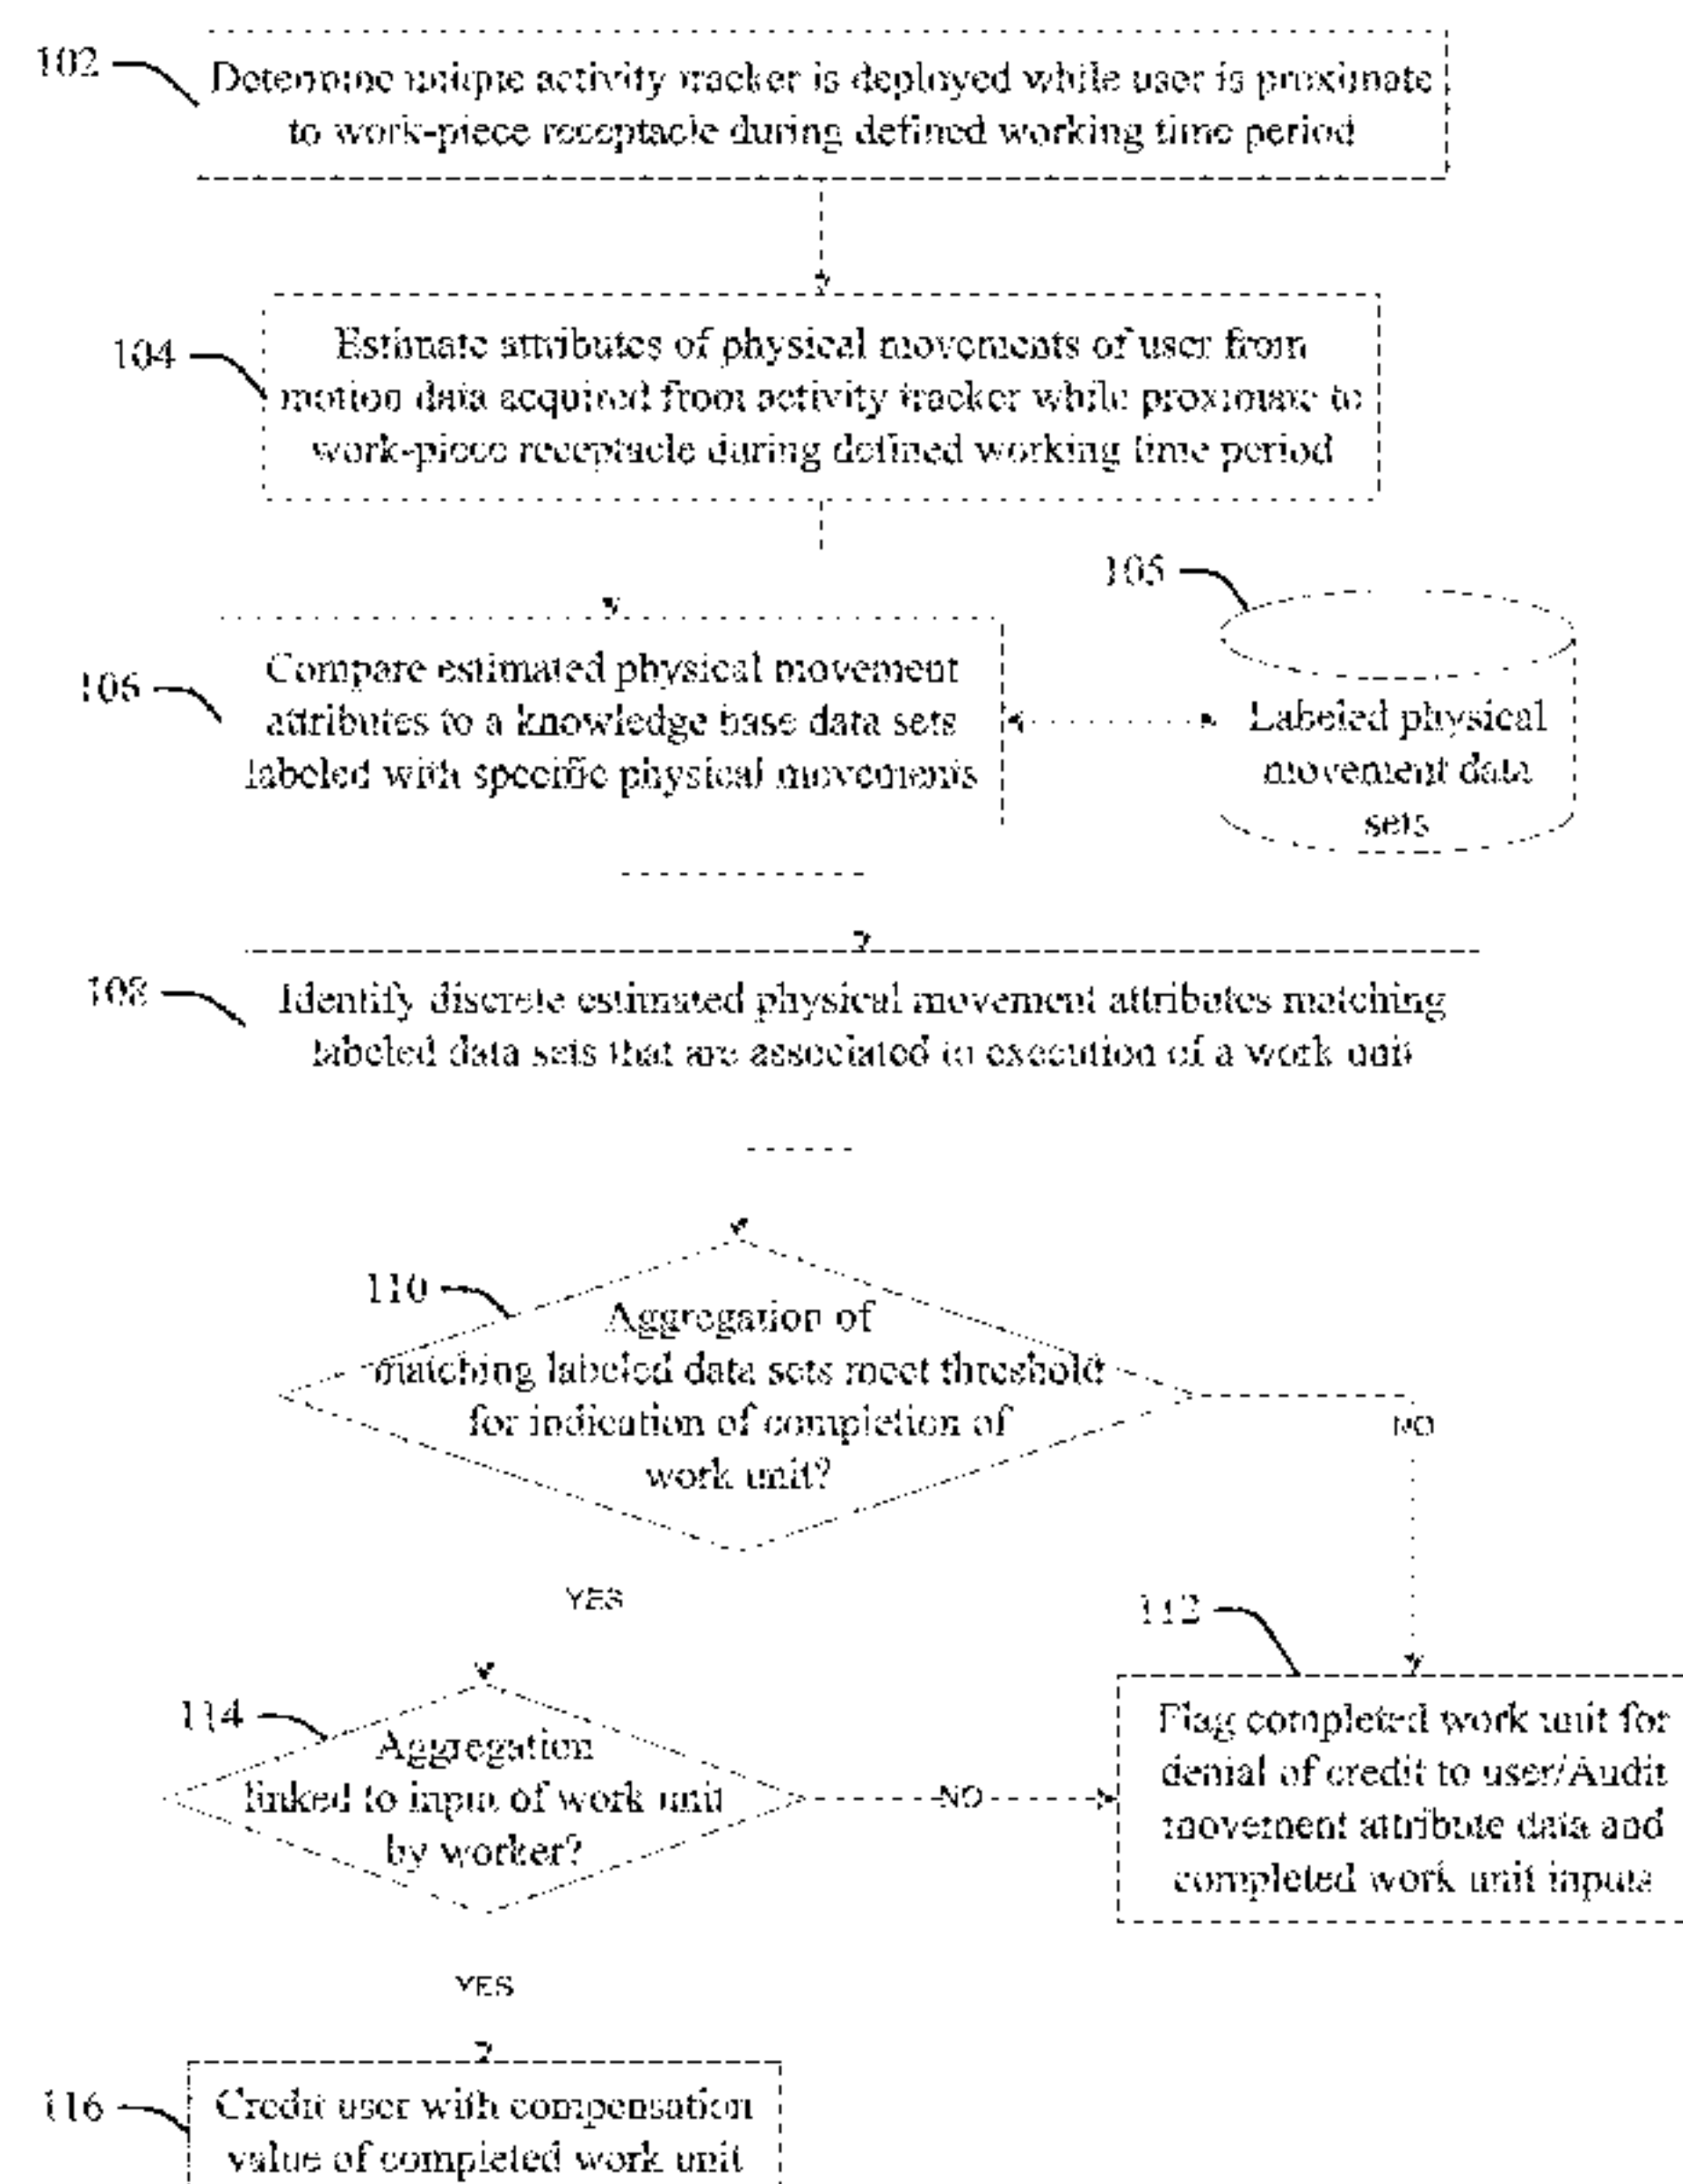 102
Determine unique activity tracker is deployed while user is proximate
to work-piece receptacle during defined working time period
104
Estimate attributes of physical movements of user from
motion data acquired from activity tracker while proximate to
work-piece receptacle during defined working time period
105
106
Compare estimated physical movement
attributes to a knowledge base data sets
labeled with specific physical movements
Labeled physical
movement data
sets
108
Identify discrete estimated physical movement attributes matching
labeled data sets that are associated to execution of a work unit
110
Aggregation of
matching labeled data sets meet threshold
for indication of completion of
work unit?
NO
YES
112
114
Aggregation
linked to input of work unit
by worker?
NO
Flag completed work unit for
denial of credit to user/Audit
movement attribute data and
completed work unit inputs
YES
116
Credit user with compensation
value of completed work unit